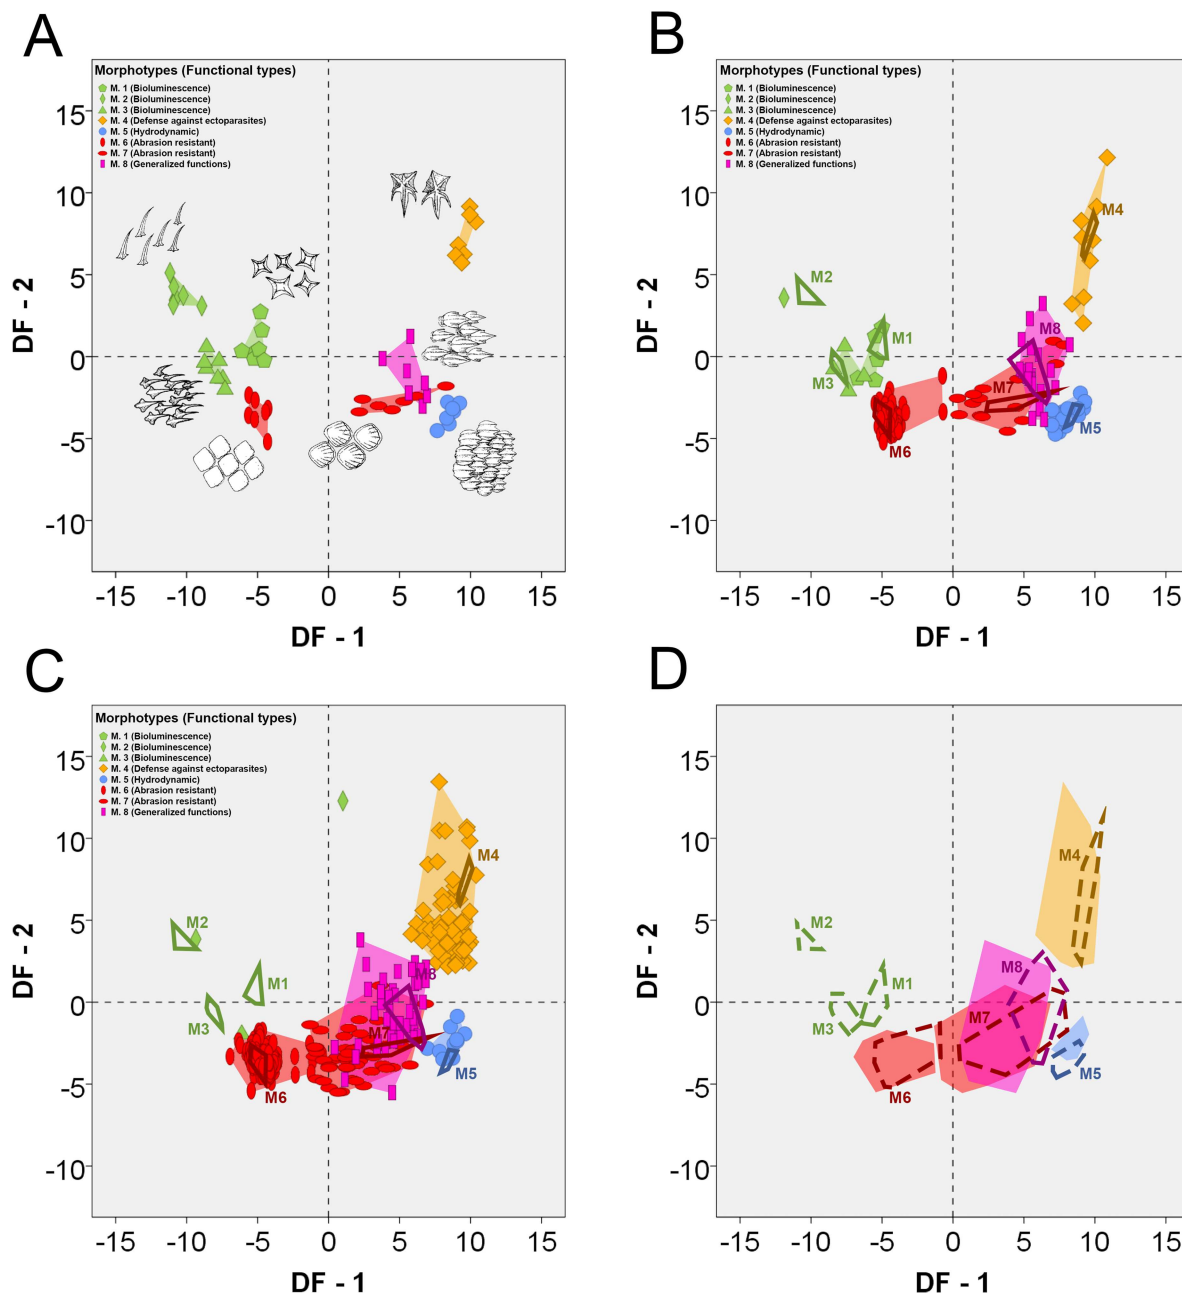 A
Morphotypes (Functional types)
M. 1 (Bioluminescence)
M. 2 (Bioluminescence)
M. 3 (Bioluminescence)
M. 4 (Defense against ectoparasites)
M. 5 (Hydrodynamic)
M. 6 (Abrasion resistant)
M. 7 (Abrasion resistant)
M. 8 (Generalized functions)
15
10
5
0
-5
-10
DF - 2
-15 -10 -5 0 5 10 15
DF - 1
B
Morphotypes (Functional types)
M. 1 (Bioluminescence)
M. 2 (Bioluminescence)
M. 3 (Bioluminescence)
M. 4 (Defense against ectoparasites)
M. 5 (Hydrodynamic)
M. 6 (Abrasion resistant)
M. 7 (Abrasion resistant)
M. 8 (Generalized functions)
M4
M2
M1
M8
M3
M7
M5
M6
15
10
5
0
-5
-10
DF - 2
-15 -10 -5 0 5 10 15
DF - 1
C
Morphotypes (Functional types)
M. 1 (Bioluminescence)
M. 2 (Bioluminescence)
M. 3 (Bioluminescence)
M. 4 (Defense against ectoparasites)
M. 5 (Hydrodynamic)
M. 6 (Abrasion resistant)
M. 7 (Abrasion resistant)
M. 8 (Generalized functions)
M4
M2
M8
M1
M3
M7
M5
M6
15
10
5
0
-5
-10
DF - 2
-15 -10 -5 0 5 10 15
DF - 1
D
M4
M2
M8
M1
M3
M7
M5
M6
15
10
5
0
-5
-10
DF - 2
-15 -10 -5 0 5 10 15
DF - 1